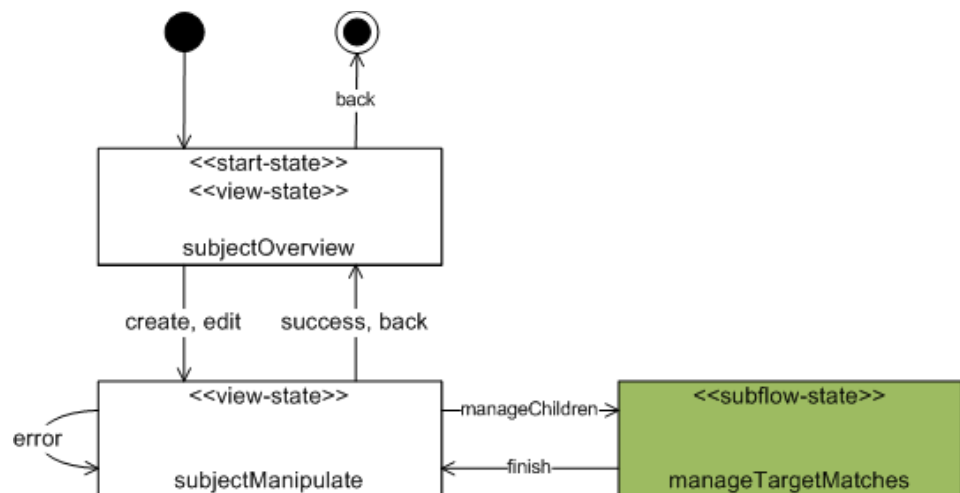 back
<<start-state>>
<<view-state>>
subjectOverview
create, edit
success, back
<<view-state>>
<<subflow-state>>
manageChildren
error
finish
subjectManipulate
manageTargetMatches